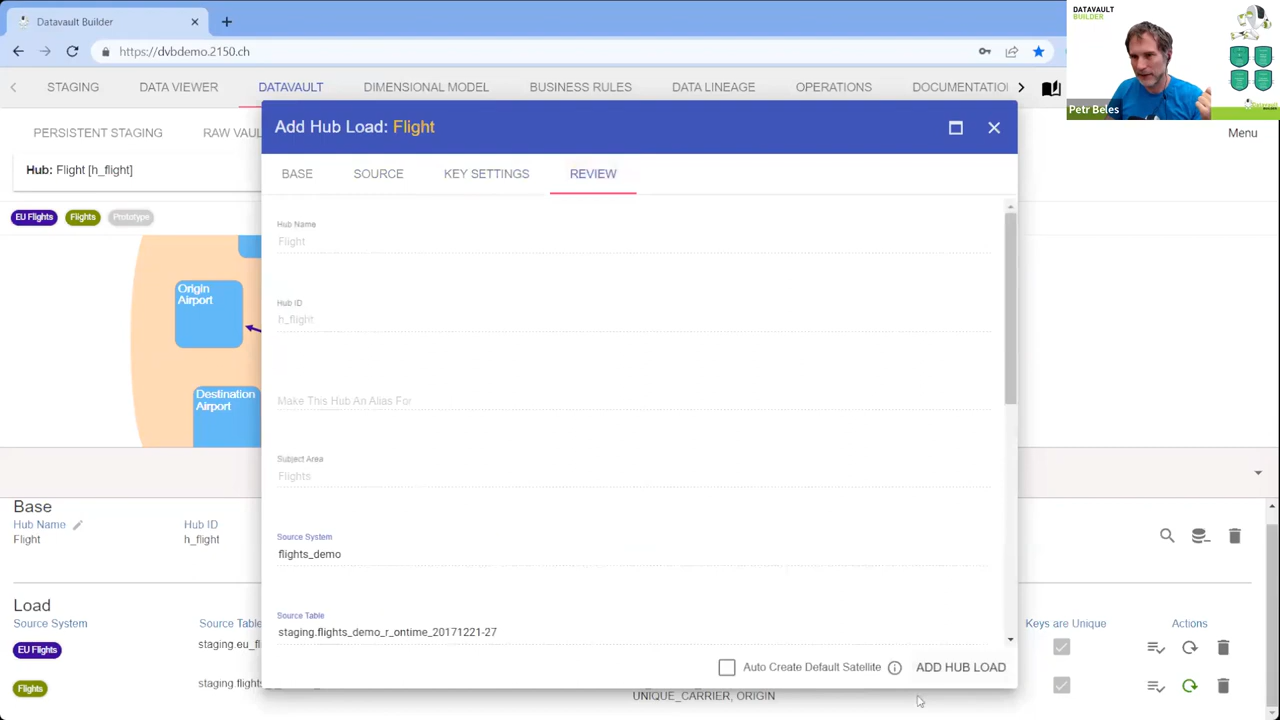 Datavault Builder
https://dvbdemo.2150.ch
DATAVAULT
BUILDER
Petr Beles
STAGING
DATA VIEWER
DATAVAULT
DIMENSIONAL MODEL
BUSINESS RULES
DATA LINEAGE
OPERATIONS
DOCUMENTATIO
PERSISTENT STAGING
RAW VAU
Menu
Hub: Flight [h_flight]
EU Flights
Flights
Prototype
Origin
Airport
Destination
Airport
Add Hub Load: Flight
BASE
SOURCE
KEY SETTINGS
REVIEW
Hub Name
Flight
Hub ID
h_flight
Make This Hub An Alias For
Subject Area
Flights
Source System
flights_demo
Source Table
staging.flights_demo_r_ontime_20171221-27
Auto Create Default Satellite
ADD HUB LOAD
Base
Hub Name
Hub ID
Flight
h_flight
Load
Source System
Source Table
Keys are Unique
Actions
EU Flights
staging.eu_fl
Flights
staging.flights
UNIQUE_CARRIER, ORIGIN